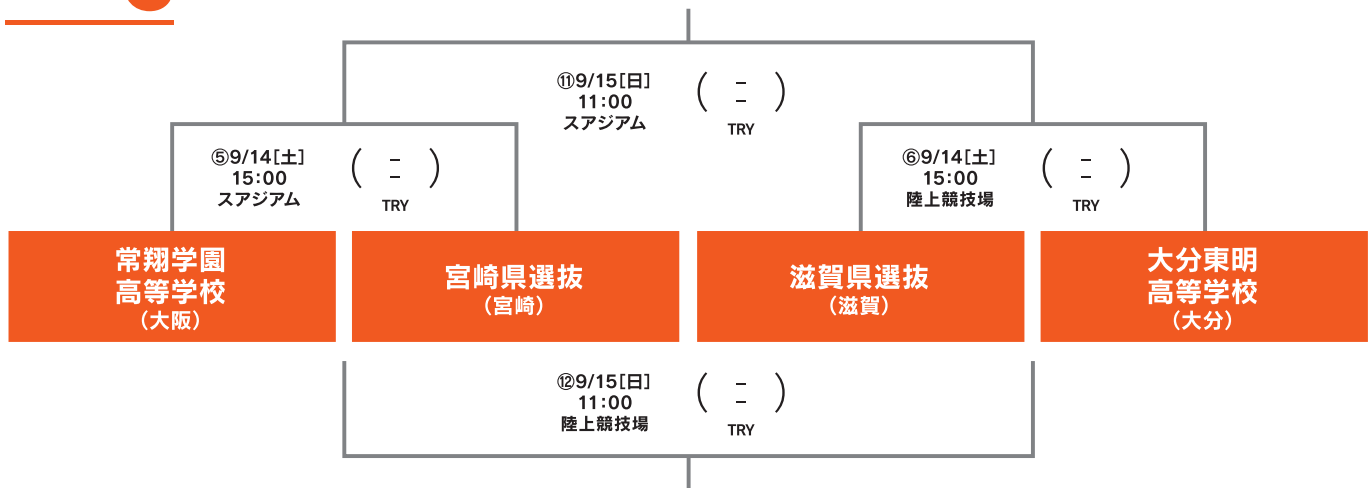 ⑪9/15[日]
11:00
スアジアム
( - - )
TRY
⑤9/14[土]
15:00
スアジアム
( - - )
TRY
⑥9/14[土]
15:00
陸上競技場
( - - )
TRY
常翔学園
高等学校
(大阪)
宮崎県選抜
(宮崎)
滋賀県選抜
(滋賀)
大分東明
高等学校
(大分)
⑫9/15[日]
11:00
陸上競技場
( - - )
TRY